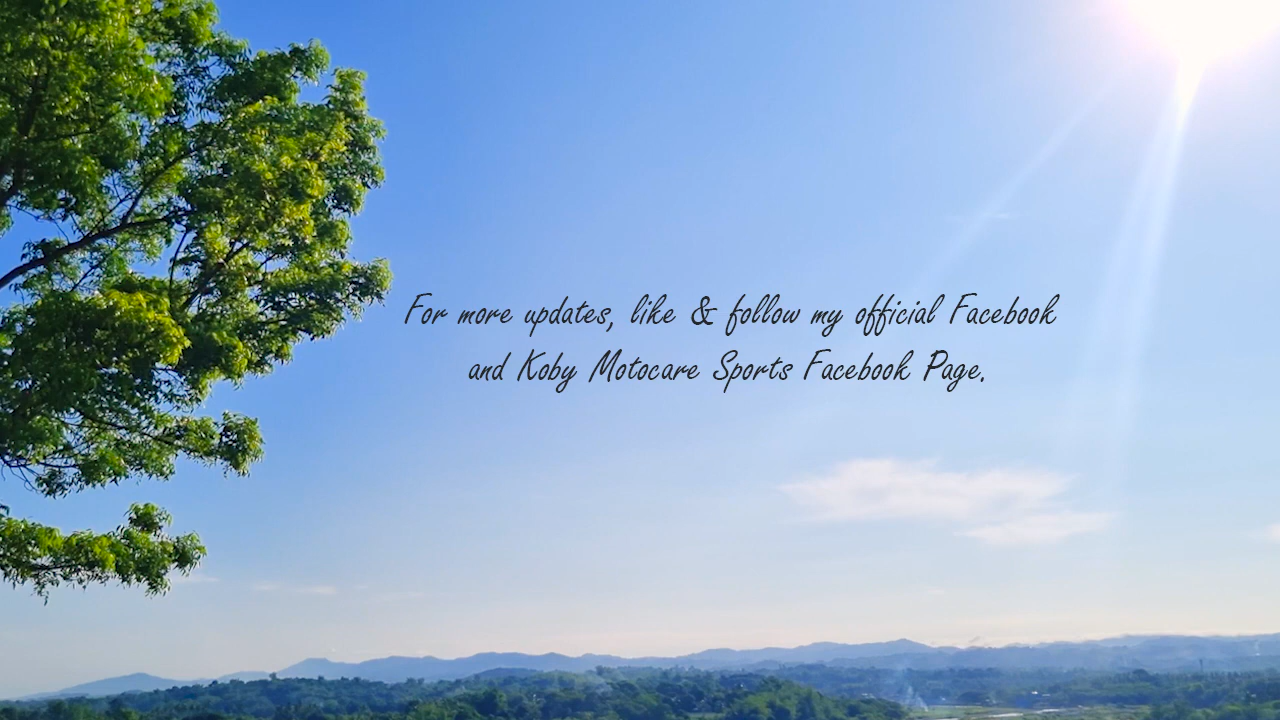 For more updates, like & follow my official Facebook
and Koby Motocare Sports Facebook Page.